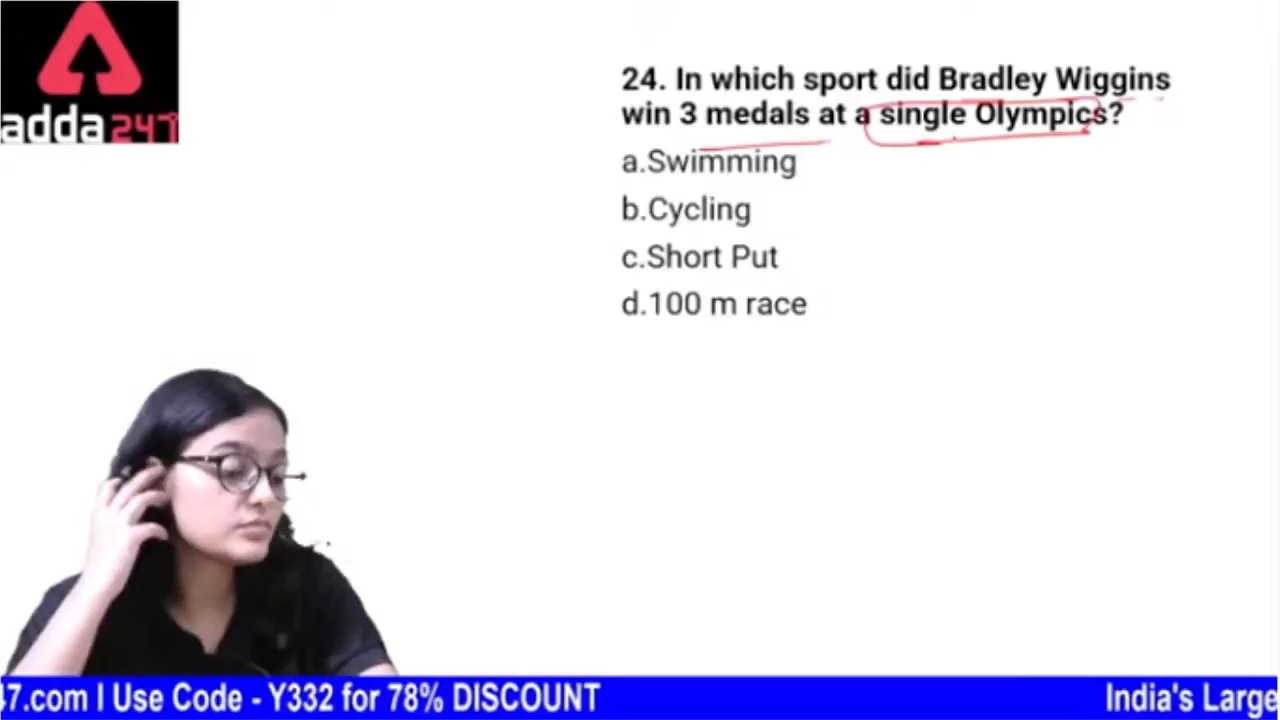 adda247
24. In which sport did Bradley Wiggins
win 3 medals at a single Olympics?
a.Swimming
b.Cycling
c.Short Put
d.100 m race
47.com I Use Code - Y332 for 78% DISCOUNT
India's Large